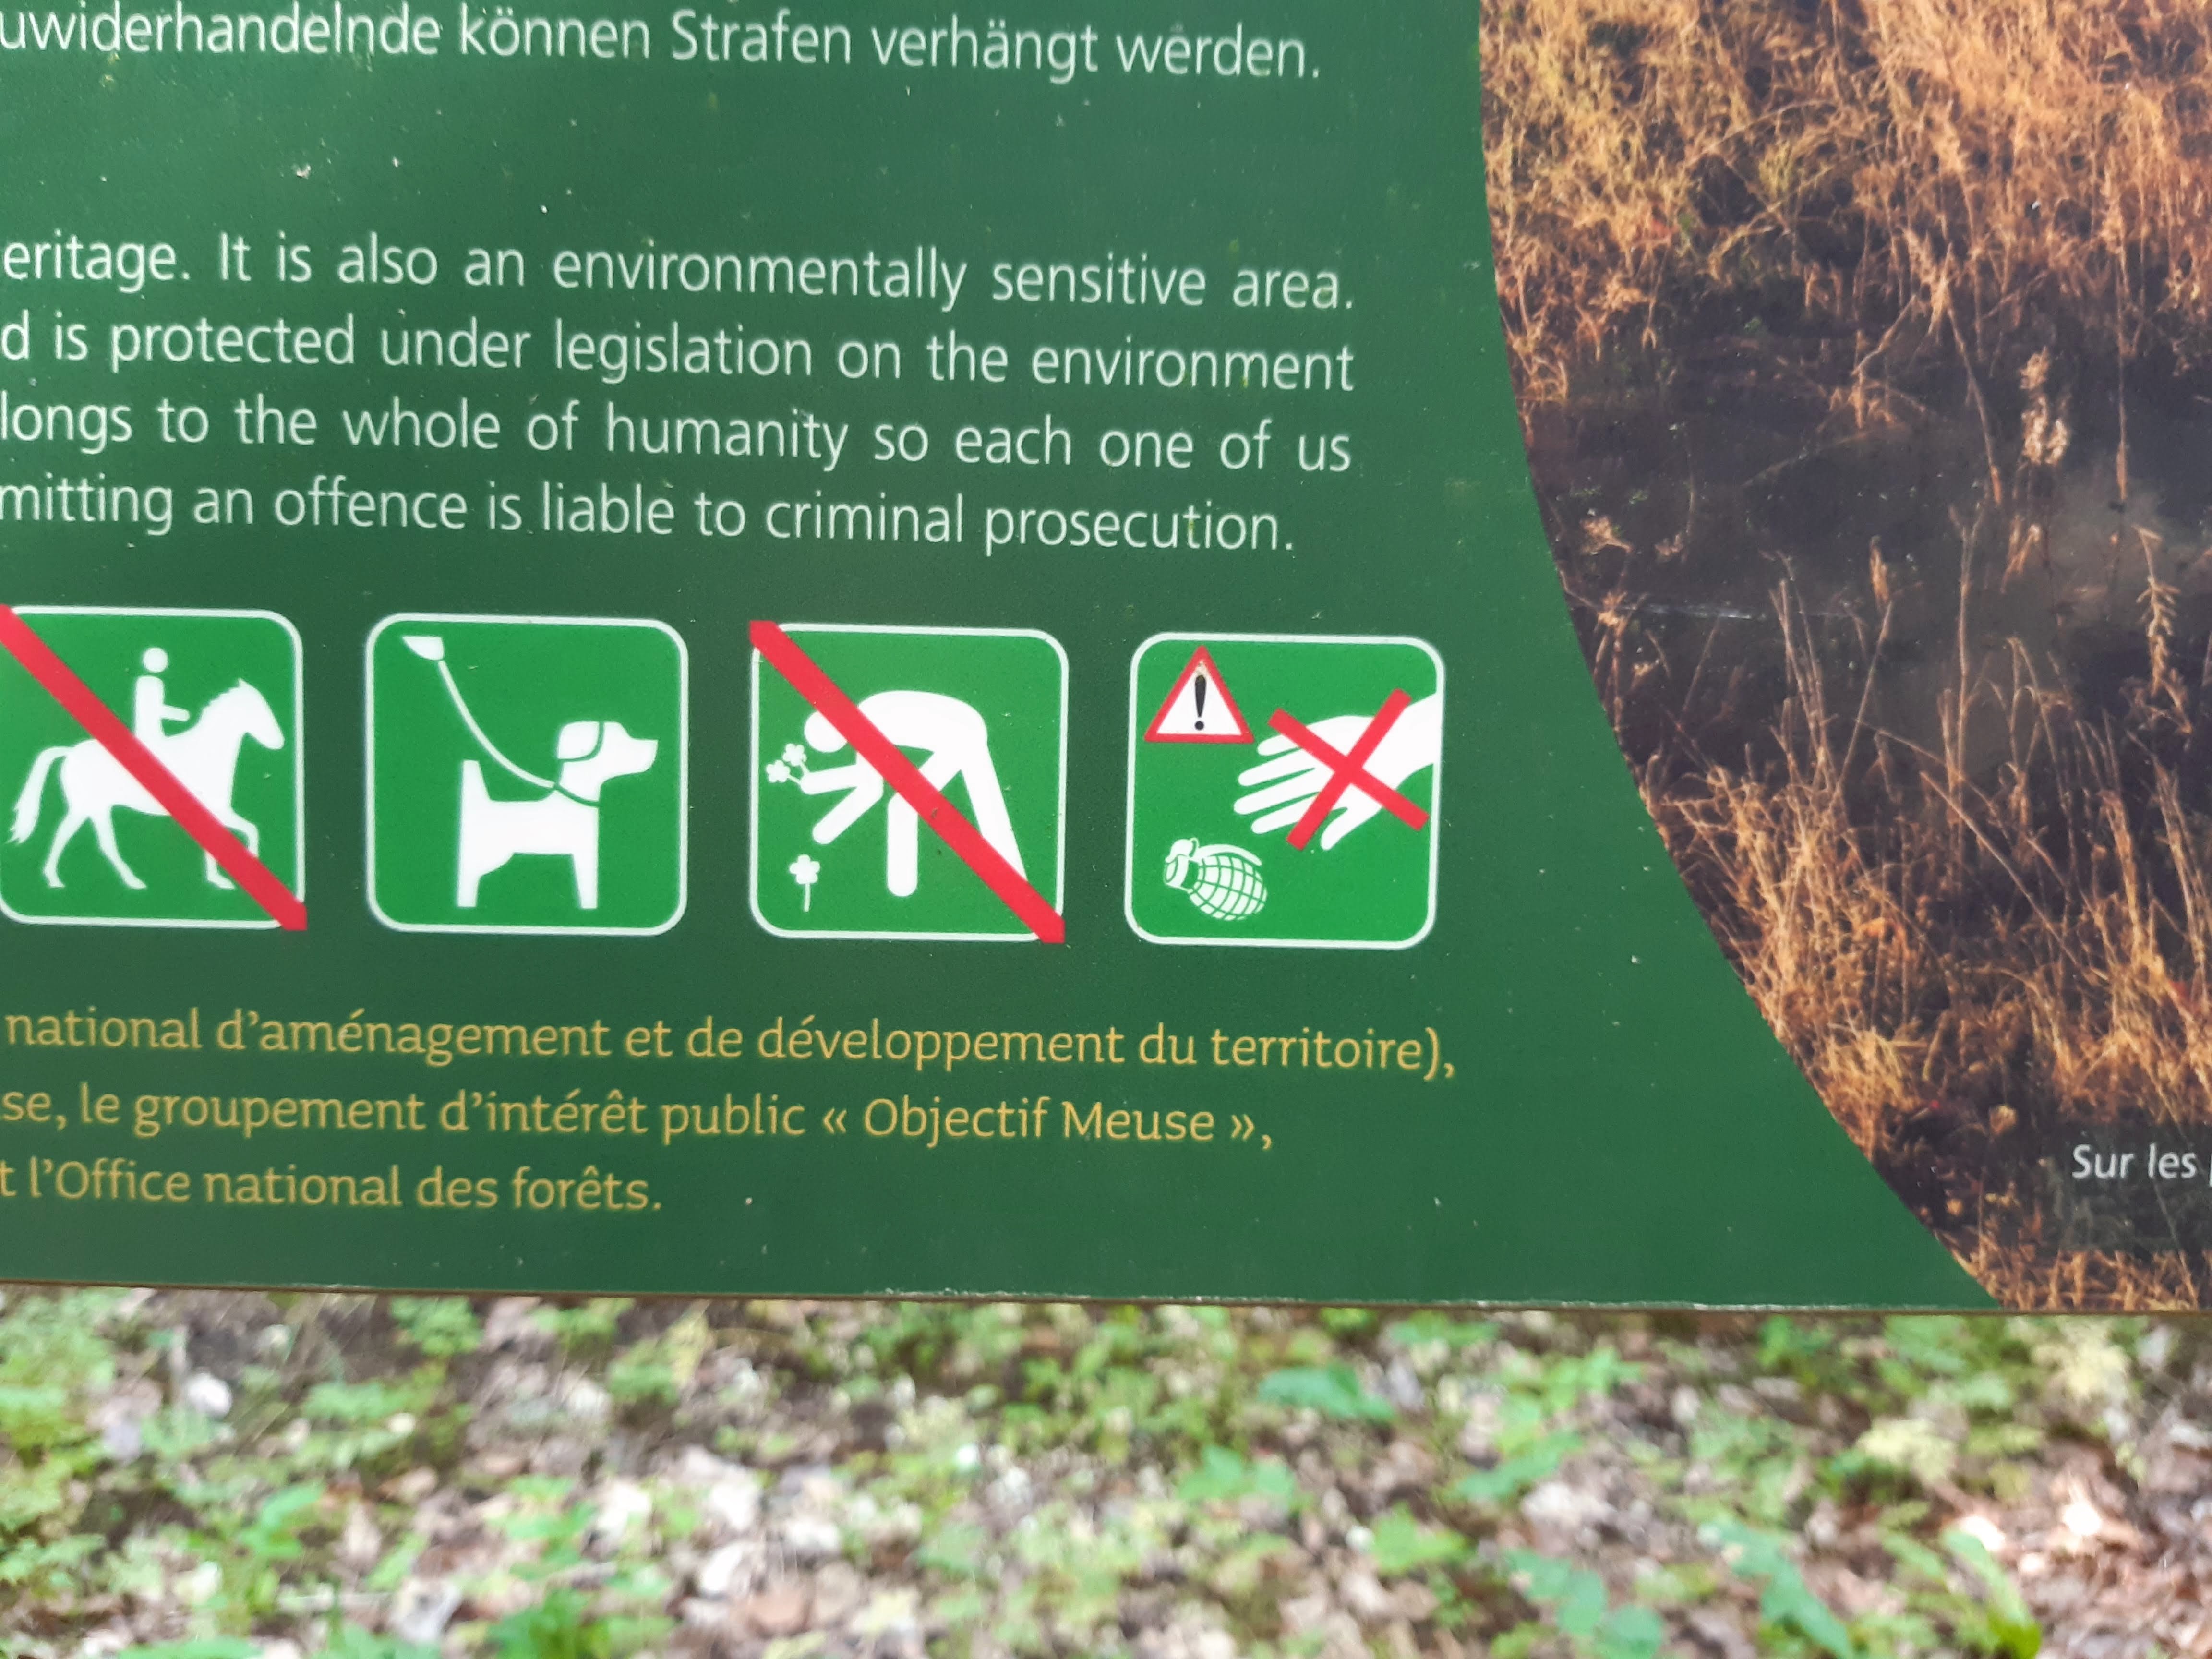 uwiderhandelnde können Strafen verhängt werden.
eritage. It is also an environmentally sensitive area.
d is protected under legislation on the environment
longs to the whole of humanity so each one of us
mitting an offence is liable to criminal prosecution.
!
national d'aménagement et de développement du territoire),
se, le groupement d'intérêt public « Objectif Meuse »,
t l'Office national des forêts.
Sur les